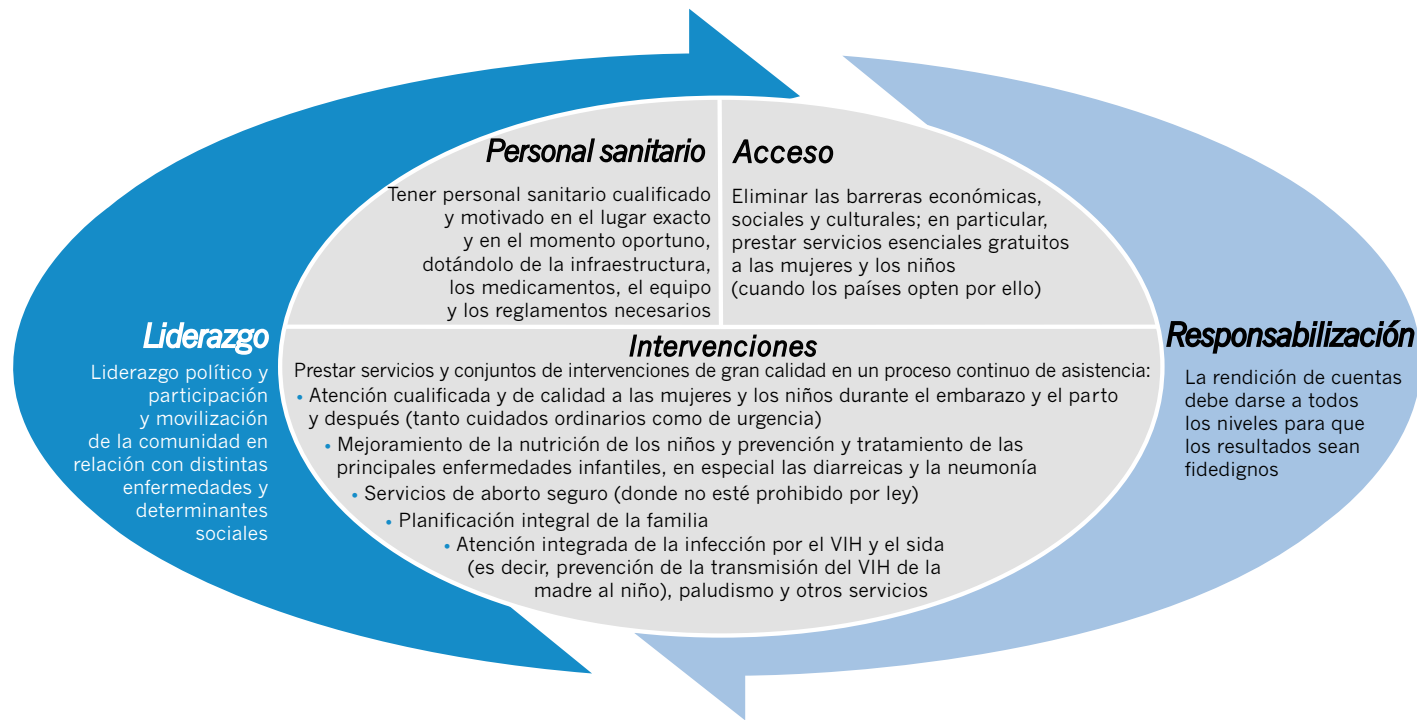 Personal sanitario
Tener personal sanitario cualificado
y motivado en el lugar exacto
y en el momento oportuno,
dotándolo de la infraestructura,
los medicamentos, el equipo
y los reglamentos necesarios
Acceso
Eliminar las barreras económicas,
sociales y culturales; en particular,
prestar servicios esenciales gratuitos
a las mujeres y los niños
(cuando los países opten por ello)
Liderazgo
Liderazgo político y
participación
y movilización
de la comunidad en
relación con distintas
enfermedades y
determinantes
sociales
Intervenciones
Prestar servicios y conjuntos de intervenciones de gran calidad en un proceso continuo de asistencia:
• Atención cualificada y de calidad a las mujeres y los niños durante el embarazo y el parto
y después (tanto cuidados ordinarios como de urgencia)
• Mejoramiento de la nutrición de los niños y prevención y tratamiento de las
principales enfermedades infantiles, en especial las diarreicas y la neumonía
• Servicios de aborto seguro (donde no esté prohibido por ley)
• Planificación integral de la familia
• Atención integrada de la infección por el VIH y el sida
(es decir, prevención de la transmisión del VIH de la
madre al niño), paludismo y otros servicios
Responsabilización
La rendición de cuentas
debe darse a todos
los niveles para que
los resultados sean
fidedignos